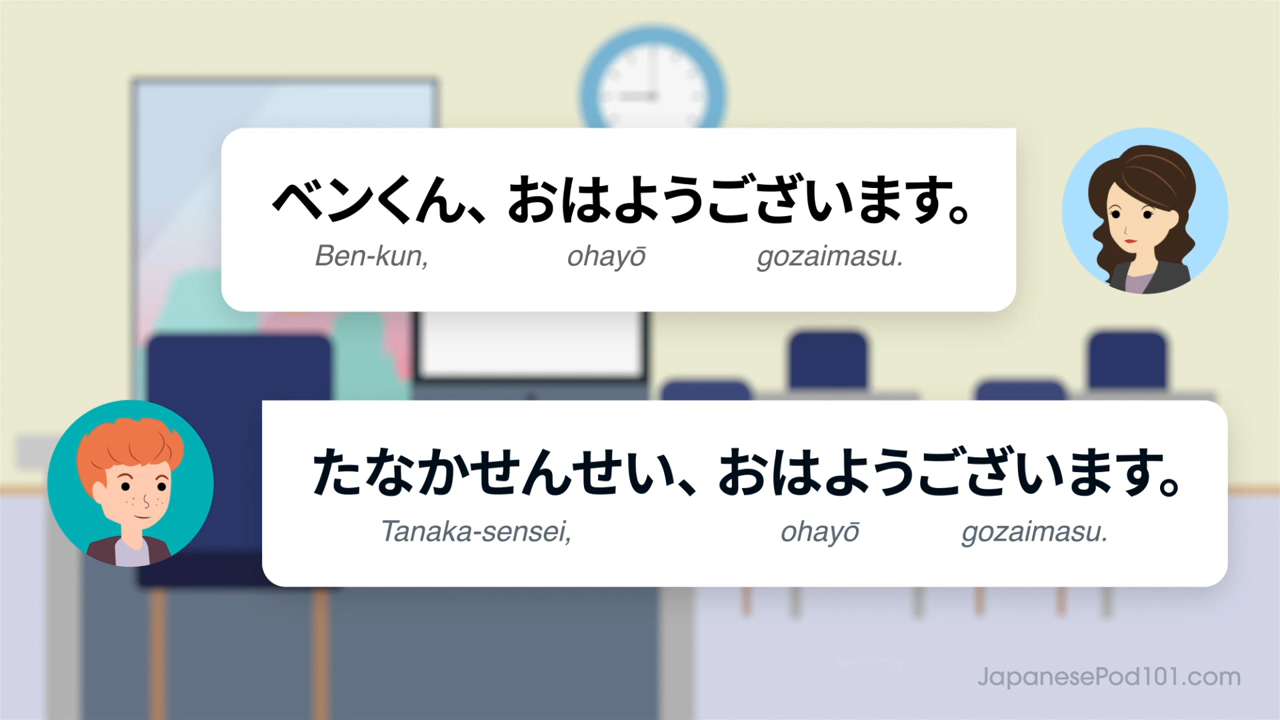 ベンくん、おはようございます。
Ben-kun, ohayō gozaimasu.
たなかせんせい、おはようございます。
Tanaka-sensei, ohayō gozaimasu.
JapanesePod101.com